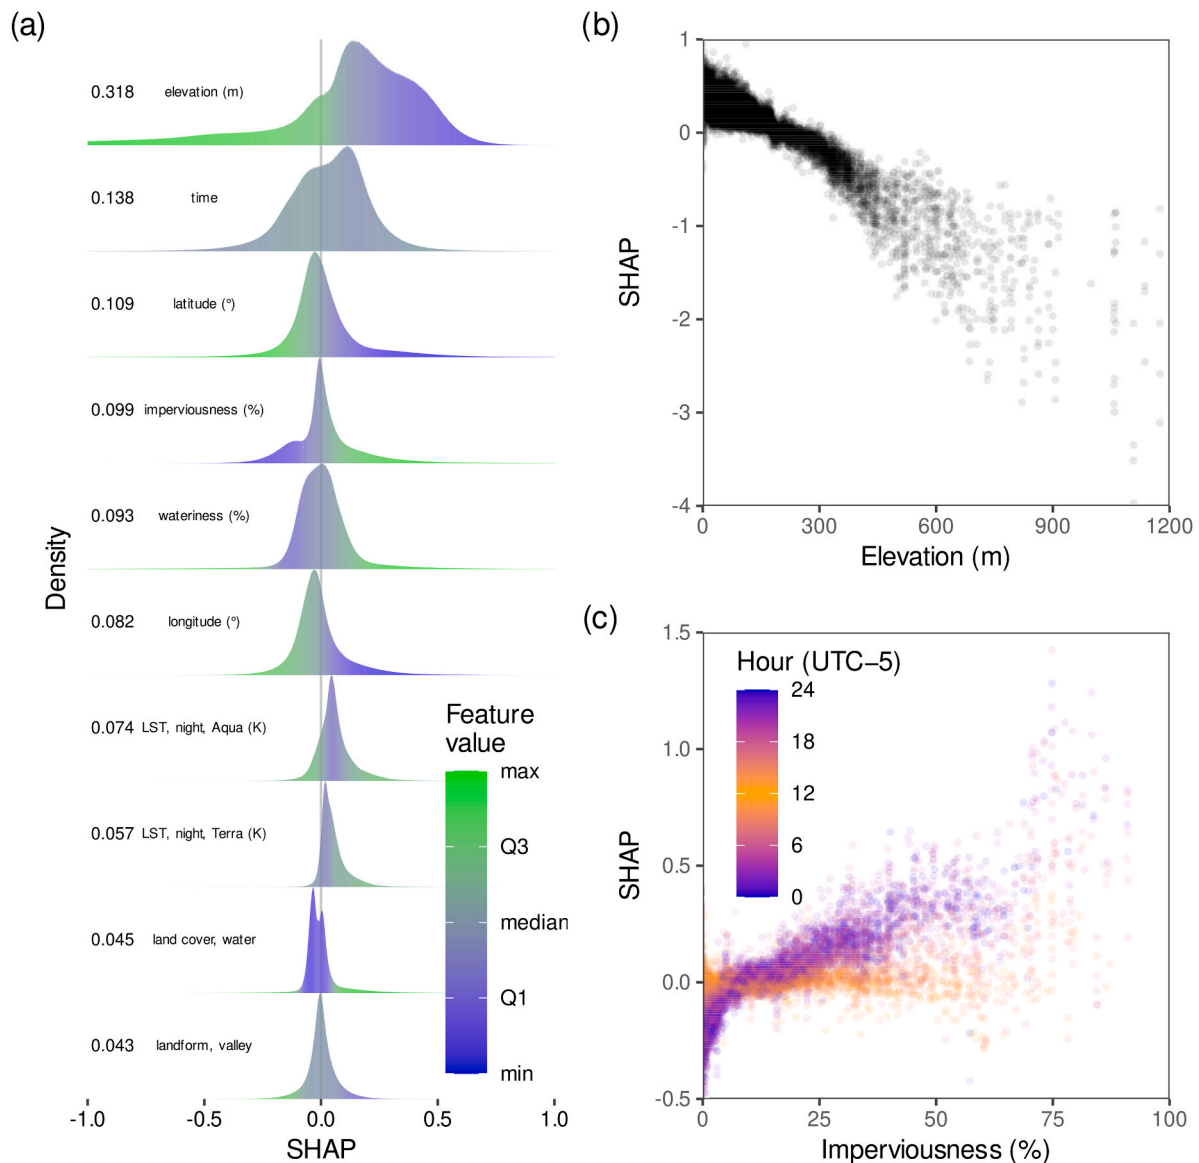 (a)
0.318 elevation (m)
0.138 time
0.109 latitude (°)
0.099 imperviousness (%)
0.093 wateriness (%)
0.082 longitude (°)
0.074 LST, night, Aqua (K)
0.057 LST, night, Terra (K)
0.045 land cover, water
0.043 landform, valley
Density
Feature
value
max
Q3
median
Q1
min
-1.0 -0.5 0.0 0.5 1.0
SHAP
(b)
1
0
-1
-2
-3
-4
SHAP
0 300 600 900 1200
Elevation (m)
(c)
1.5
1.0
0.5
0.0
-0.5
SHAP
Hour (UTC−5)
24
18
12
6
0
0 25 50 75 100
Imperviousness (%)